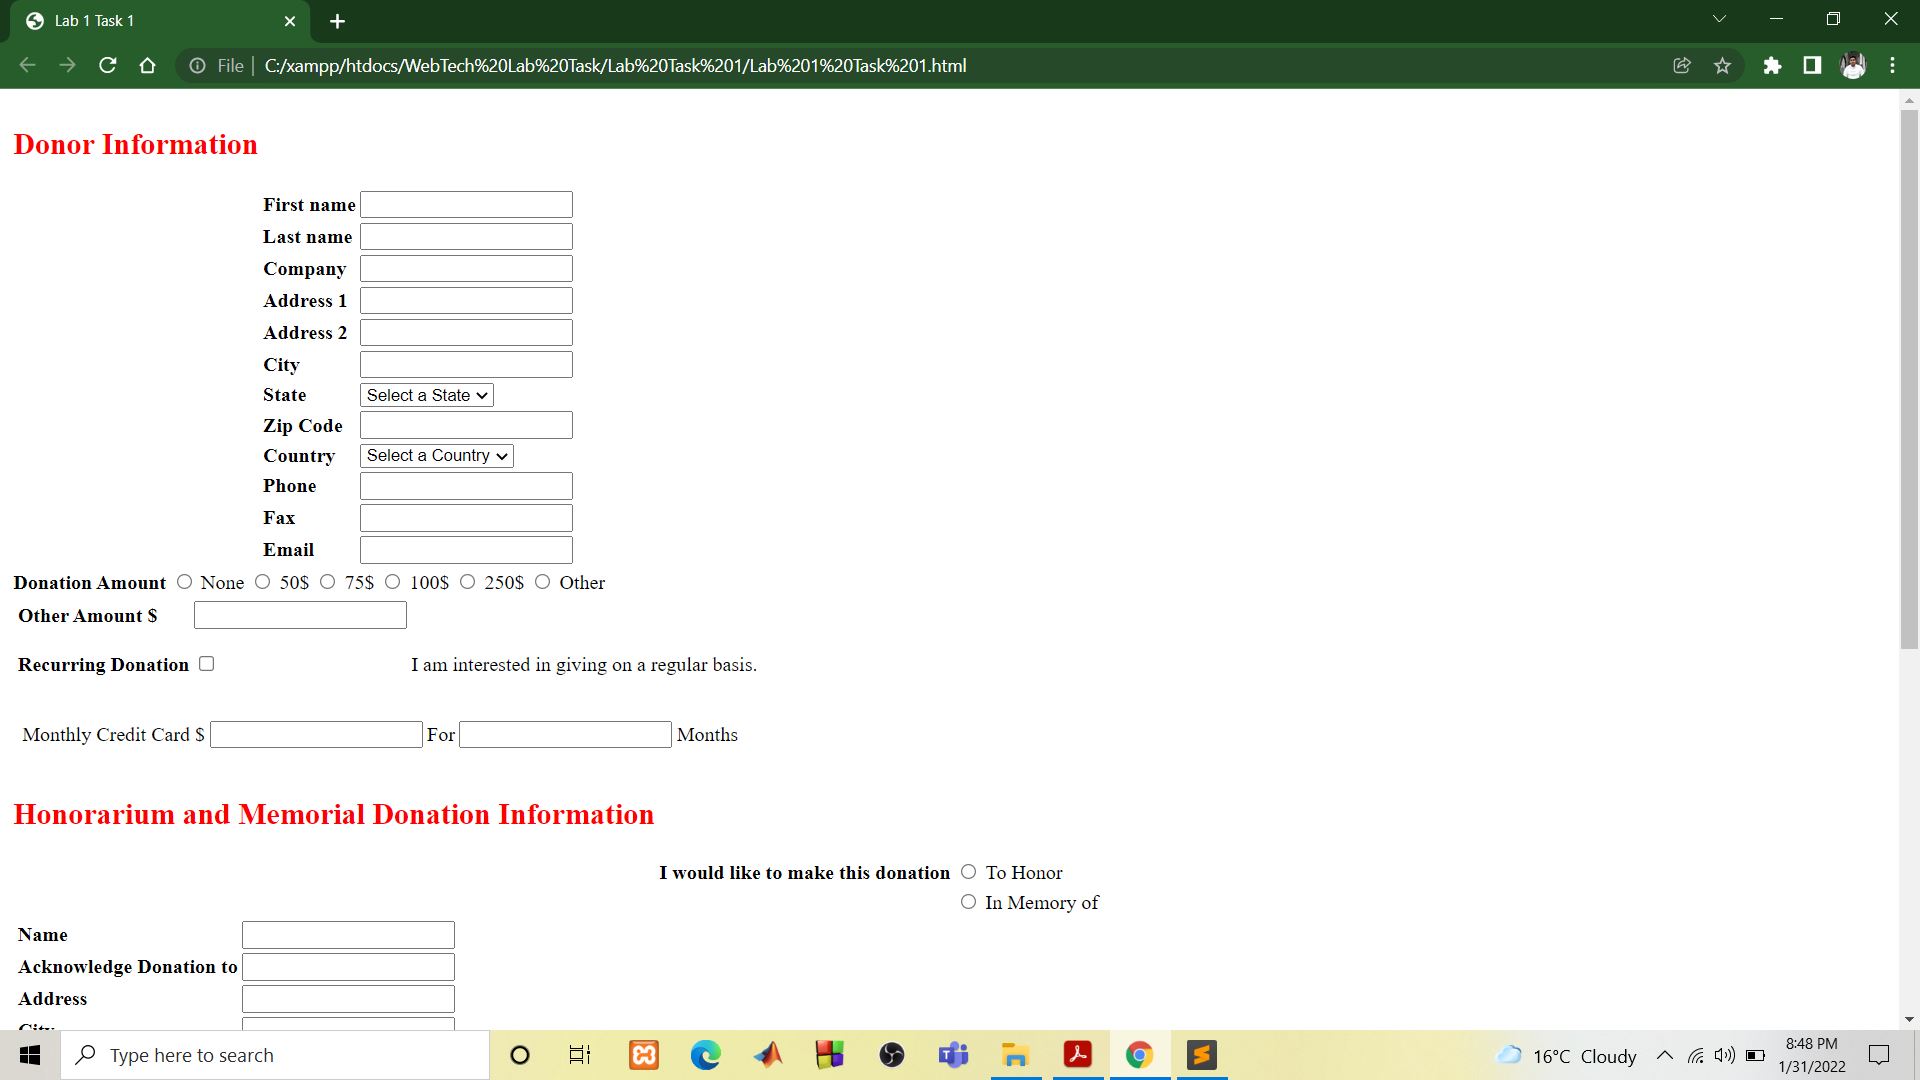 Lab 1 Task 1
File
C:/xampp/htdocs/WebTech%20Lab%20Task/Lab%20Task%201/Lab%201%20Task%201.html
Donor Information
First name
Last name
Company
Address 1
Address 2
City
State Select a State
Zip Code
Country Select a Country
Phone
Fax
Email
Donation Amount None 50$ 75$ 100$ 250$ Other
Other Amount $
Recurring Donation I am interested in giving on a regular basis.
Monthly Credit Card $ For Months
Honorarium and Memorial Donation Information
I would like to make this donation To Honor
In Memory of
Name
Acknowledge Donation to
Address
City
Type here to search
16°C Cloudy
8:48 PM
1/31/2022